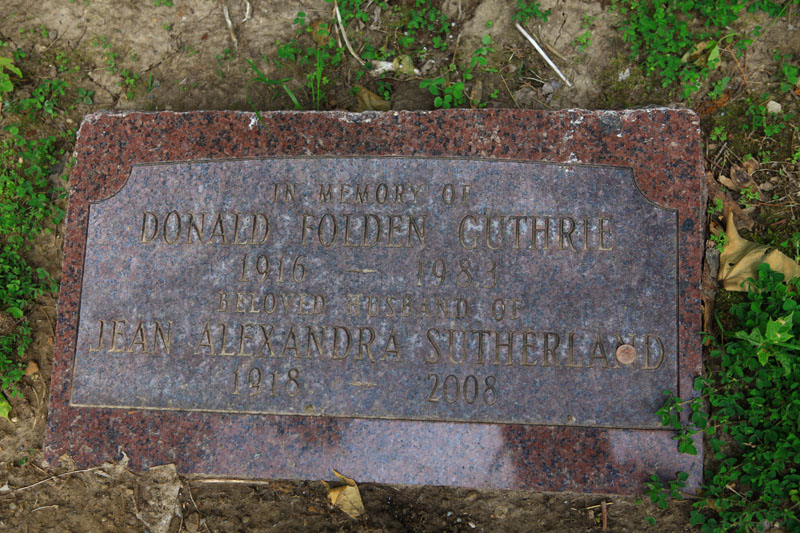 IN MEMORY OF
DONALD FOLDEN GUTHRIE
1916 — 1983
BELOVED HUSBAND OF
JEAN ALEXANDRA SUTHERLAND
1918 — 2008